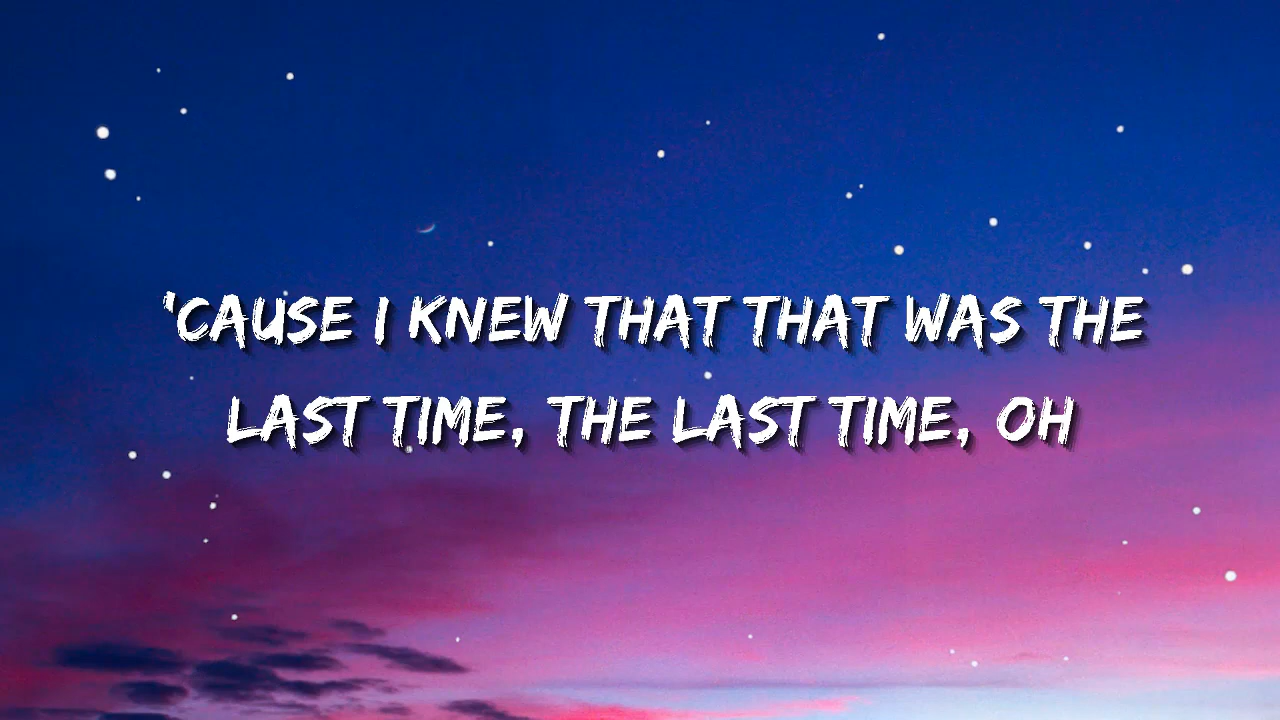 'CAUSE I KNEW THAT THAT WAS THE
LAST TIME, THE LAST TIME, OH